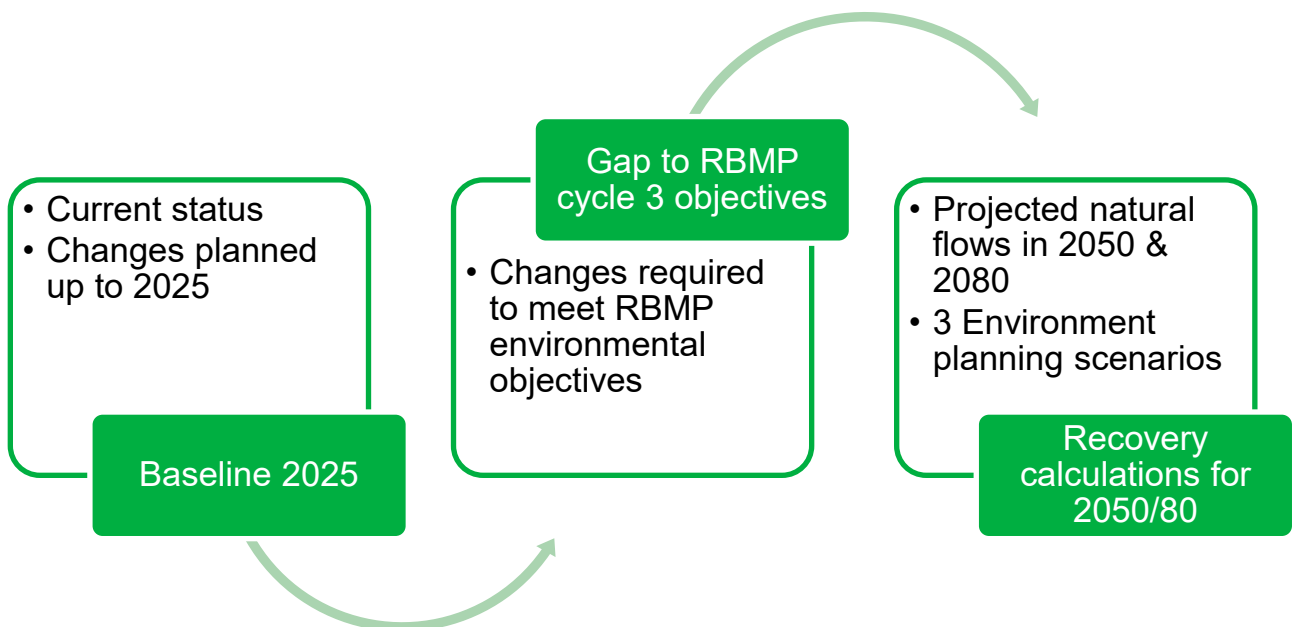 • Current status
• Changes planned
up to 2025
Baseline 2025
Gap to RBMP
cycle 3 objectives
• Changes required
to meet RBMP
environmental
objectives
• Projected natural
flows in 2050 &
2080
• 3 Environment
planning scenarios
Recovery
calculations for
2050/80